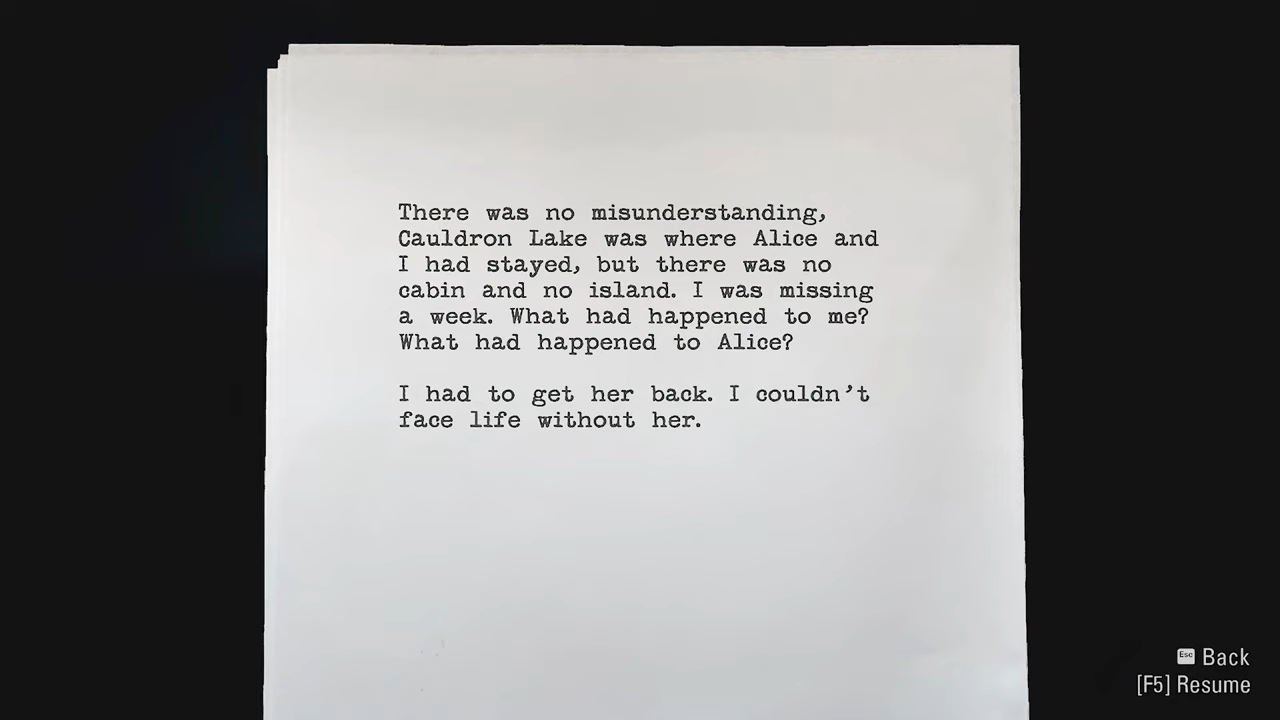 There was no misunderstanding,
Cauldron Lake was where Alice and
I had stayed, but there was no
cabin and no island. I was missing
a week. What had happened to me?
What had happened to Alice?
I had to get her back. I couldn't
face life without her.
Esc Back
[F5] Resume